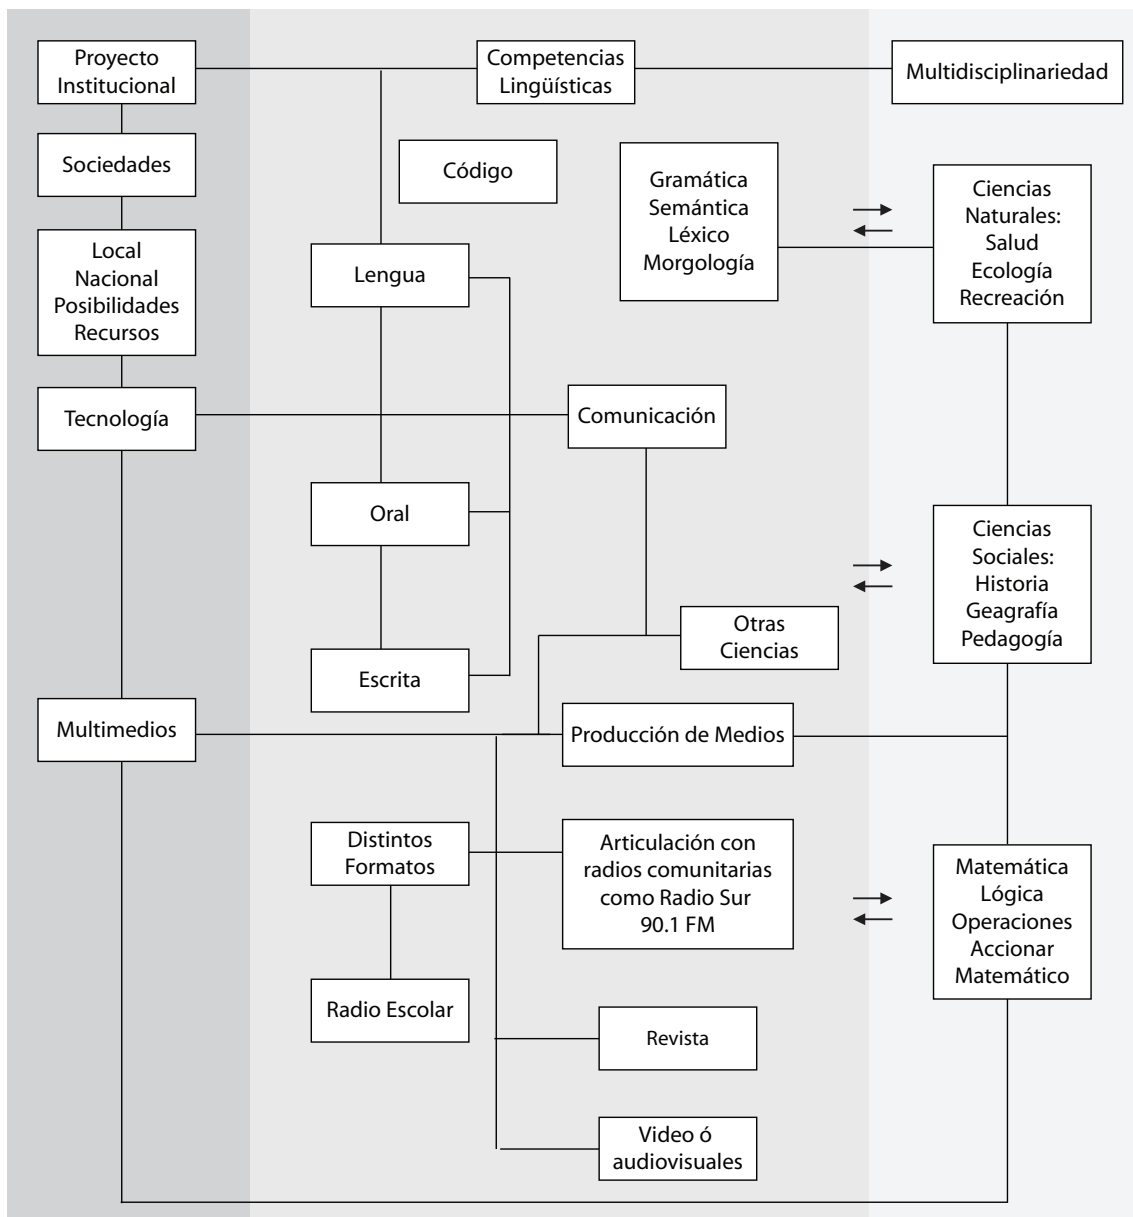 Proyecto
Institucional
Competencias
Lingüísticas
Multidisciplinariedad
Sociedades
Código
Gramática
Semántica
Léxico
Morgología
Ciencias
Naturales:
Salud
Ecología
Recreación
Local
Nacional
Posibilidades
Recursos
Lengua
Tecnología
Comunicación
Oral
Ciencias
Sociales:
Historia
Geagrafía
Pedagogía
Otras
Ciencias
Escrita
Multimedios
Producción de Medios
Distintos
Formatos
Articulación con
radios comunitarias
como Radio Sur
90.1 FM
Matemática
Lógica
Operaciones
Accionar
Matemático
Radio Escolar
Revista
Video ó
audiovisuales